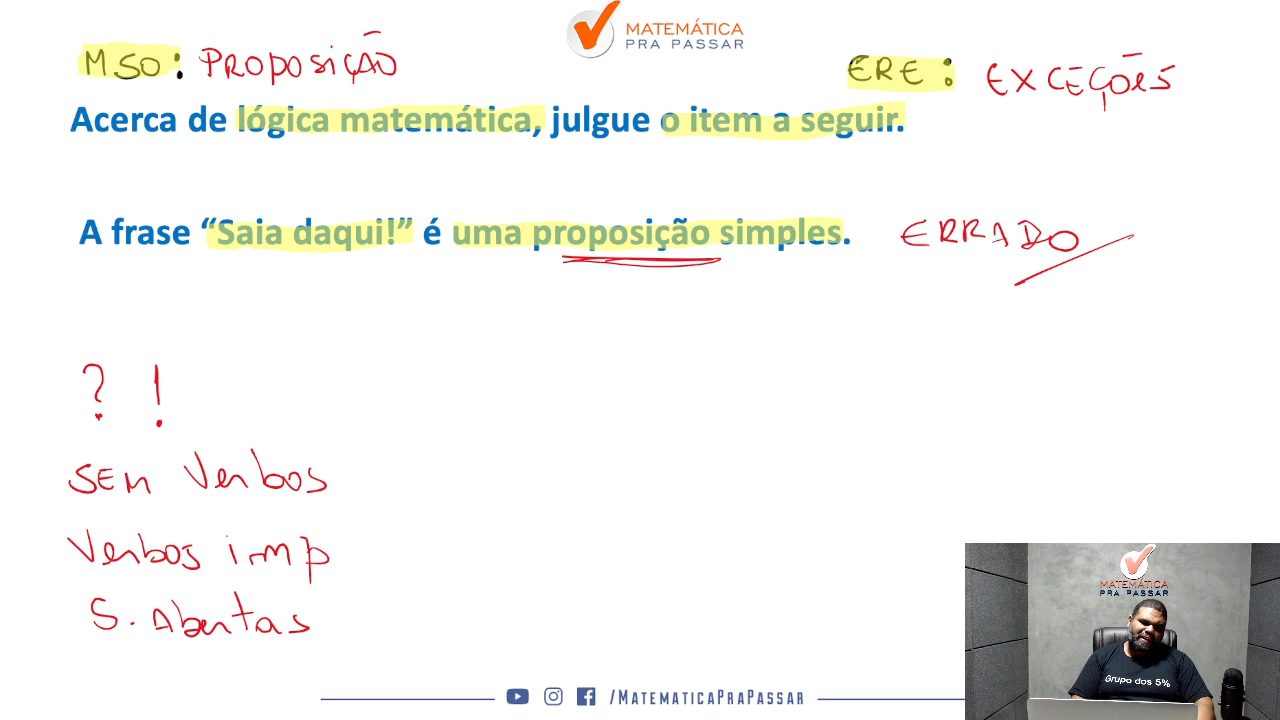 MATEMÁTICA
PRA PASSAR
MSO: PROPOSIÇÃO
ERE: EXCEÇÕES
Acerca de lógica matemática, julgue o item a seguir.
A frase “Saia daqui!” é uma proposição simples. ERRADO
? !
SEM Verbos
Verbos imp
S. Abertas
MATEMÁTICA
PRA PASSAR
Grupo dos 5%
/MATEMATICAPRAPASSAR